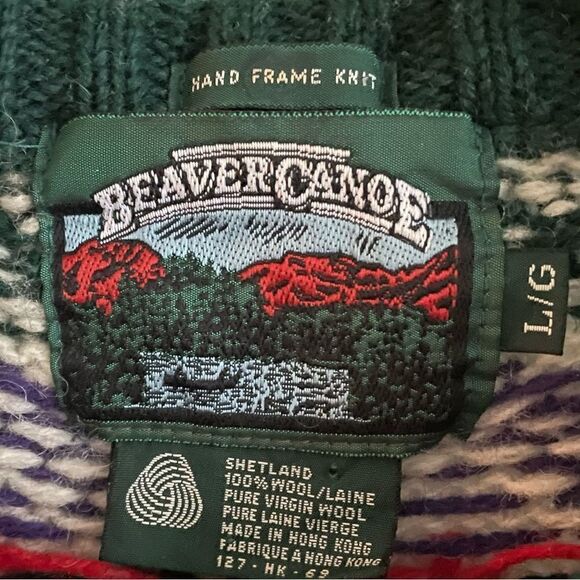 HAND FRAME KNIT
BEAVER CANOE
L/G
SHETLAND
100% WOOL/LAINE
PURE VIRGIN WOOL
PURE LAINE VIERGE
MADE IN HONG KONG
FABRIQUE A HONG KONG
127 · HK · 69